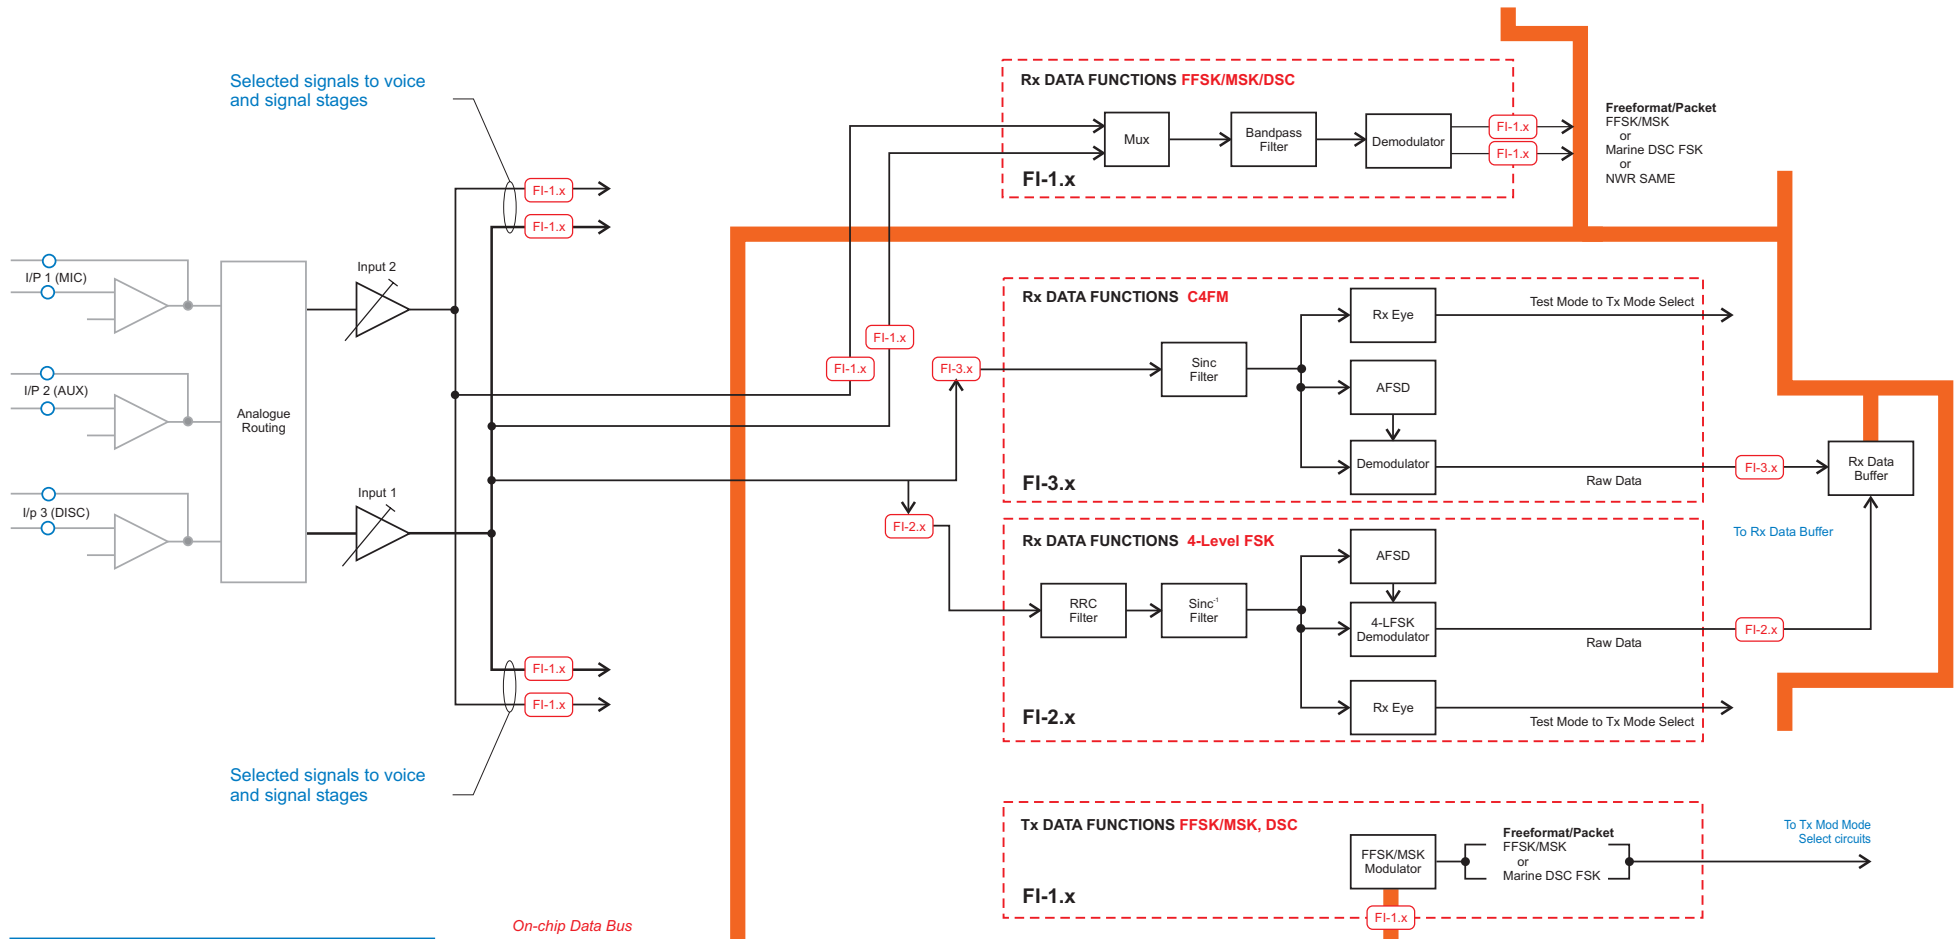 Selected signals to voice
and signal stages
FI-1.x
FI-1.x
I/P 1 (MIC)
I/P 2 (AUX)
I/p 3 (DISC)
Analogue
Routing
Input 2
Input 1
FI-1.x
FI-1.x
Selected signals to voice
and signal stages
On-chip Data Bus
FI-1.x
FI-1.x
FI-3.x
FI-2.x
Rx DATA FUNCTIONS FFSK/MSK/DSC
Mux
Bandpass
Filter
Demodulator
FI-1.x
FI-1.x
FI-1.x
Freeformat/Packet
FFSK/MSK
or
Marine DSC FSK
or
NWR SAME
Rx DATA FUNCTIONS C4FM
Rx Eye
Test Mode to Tx Mode Select
Sinc
Filter
AFSD
Demodulator
Raw Data
FI-3.x
FI-3.x
Rx Data
Buffer
To Rx Data Buffer
Rx DATA FUNCTIONS 4-Level FSK
AFSD
RRC
Filter
Sinc-1
Filter
4-LFSK
Demodulator
Raw Data
FI-2.x
Rx Eye
Test Mode to Tx Mode Select
FI-2.x
Tx DATA FUNCTIONS FFSK/MSK, DSC
FFSK/MSK
Modulator
Freeformat/Packet
FFSK/MSK
or
Marine DSC FSK
To Tx Mod Mode
Select circuits
FI-1.x
FI-1.x